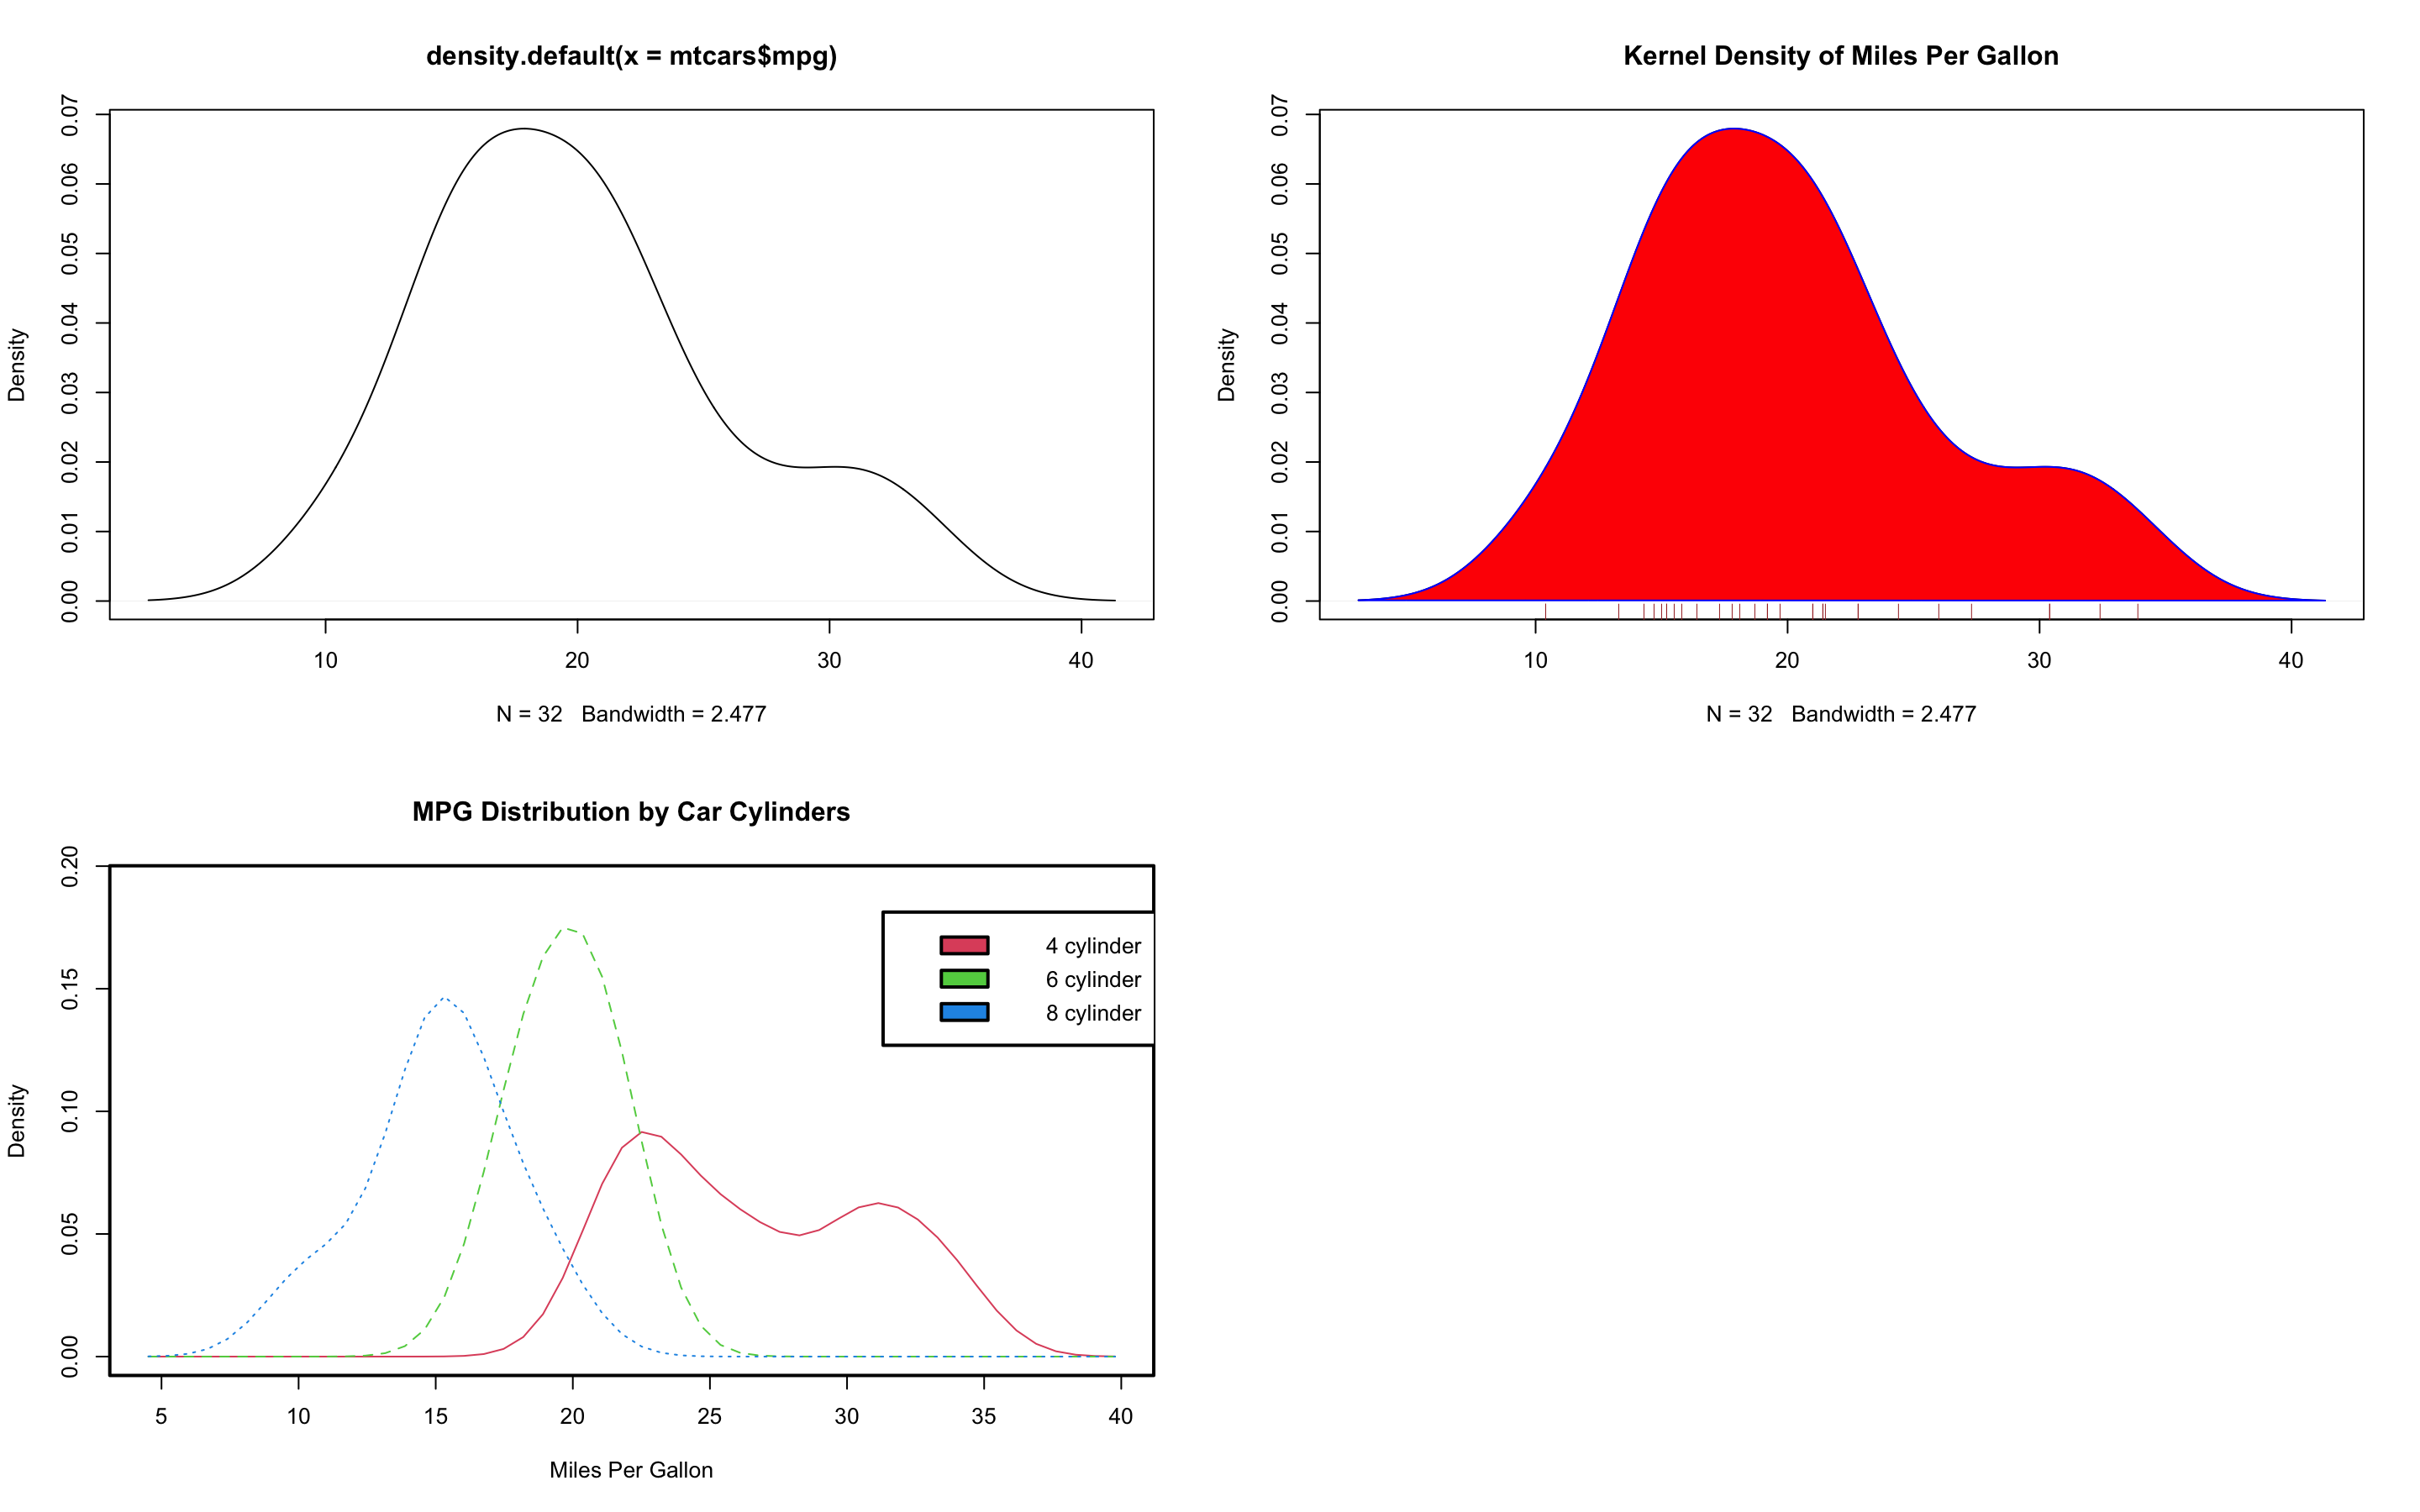 density.default(x = mtcars$mpg)
Density
0.07
0.06
0.05
0.04
0.03
0.02
0.01
0.00
10 20 30 40
N = 32 Bandwidth = 2.477
Kernel Density of Miles Per Gallon
Density
0.07
0.06
0.05
0.04
0.03
0.02
0.01
0.00
10 20 30 40
N = 32 Bandwidth = 2.477
MPG Distribution by Car Cylinders
Density
0.20
0.15
0.10
0.05
0.00
4 cylinder
6 cylinder
8 cylinder
5 10 15 20 25 30 35 40
Miles Per Gallon